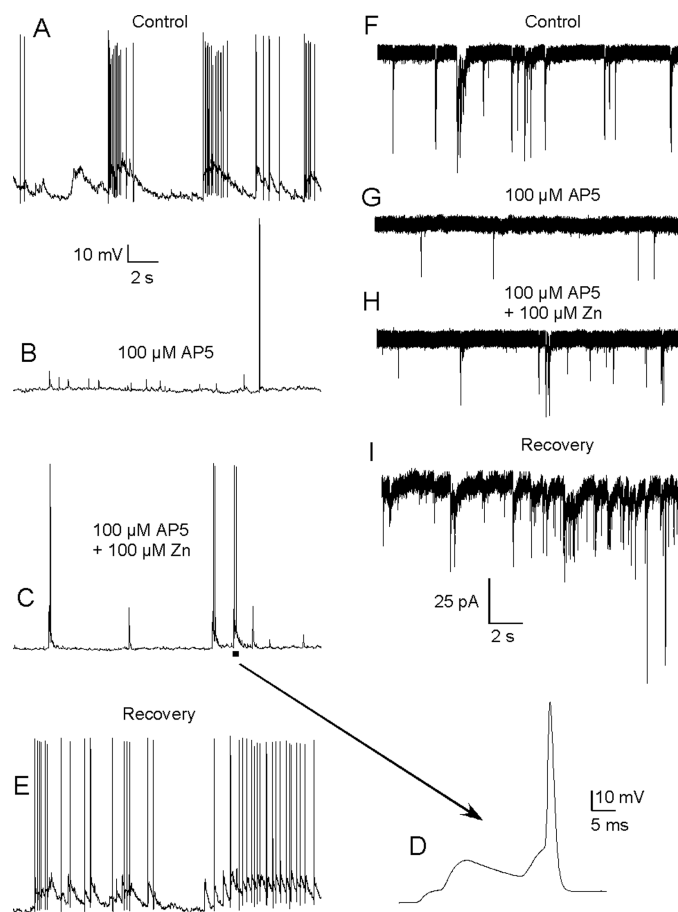 A
Control
10 mV
2 s
B
100 µM AP5
100 µM AP5
+ 100 µM Zn
C
Recovery
E
F
Control
G
100 µM AP5
H
100 µM AP5
+ 100 µM Zn
I
Recovery
25 pA
2 s
D
10 mV
5 ms